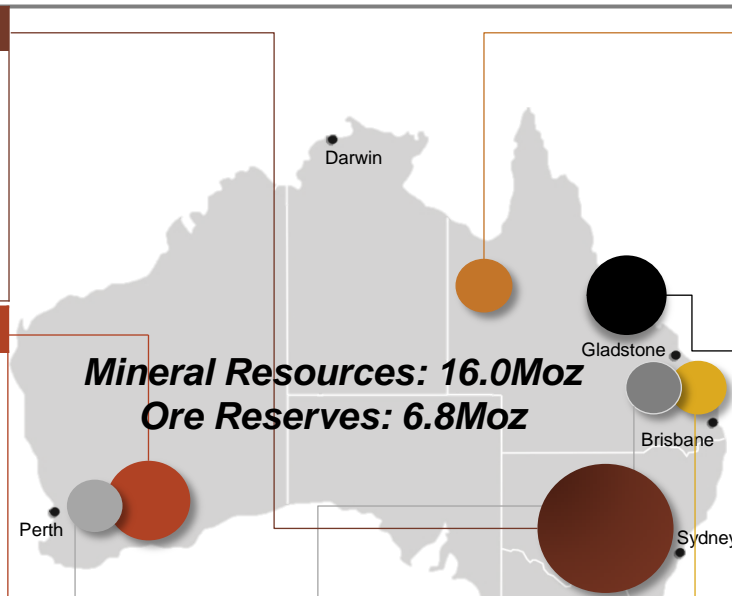 Darwin
Gladstone
Mineral Resources: 16.0Moz
Ore Reserves: 6.8Moz
Brisbane
Perth
Sydney